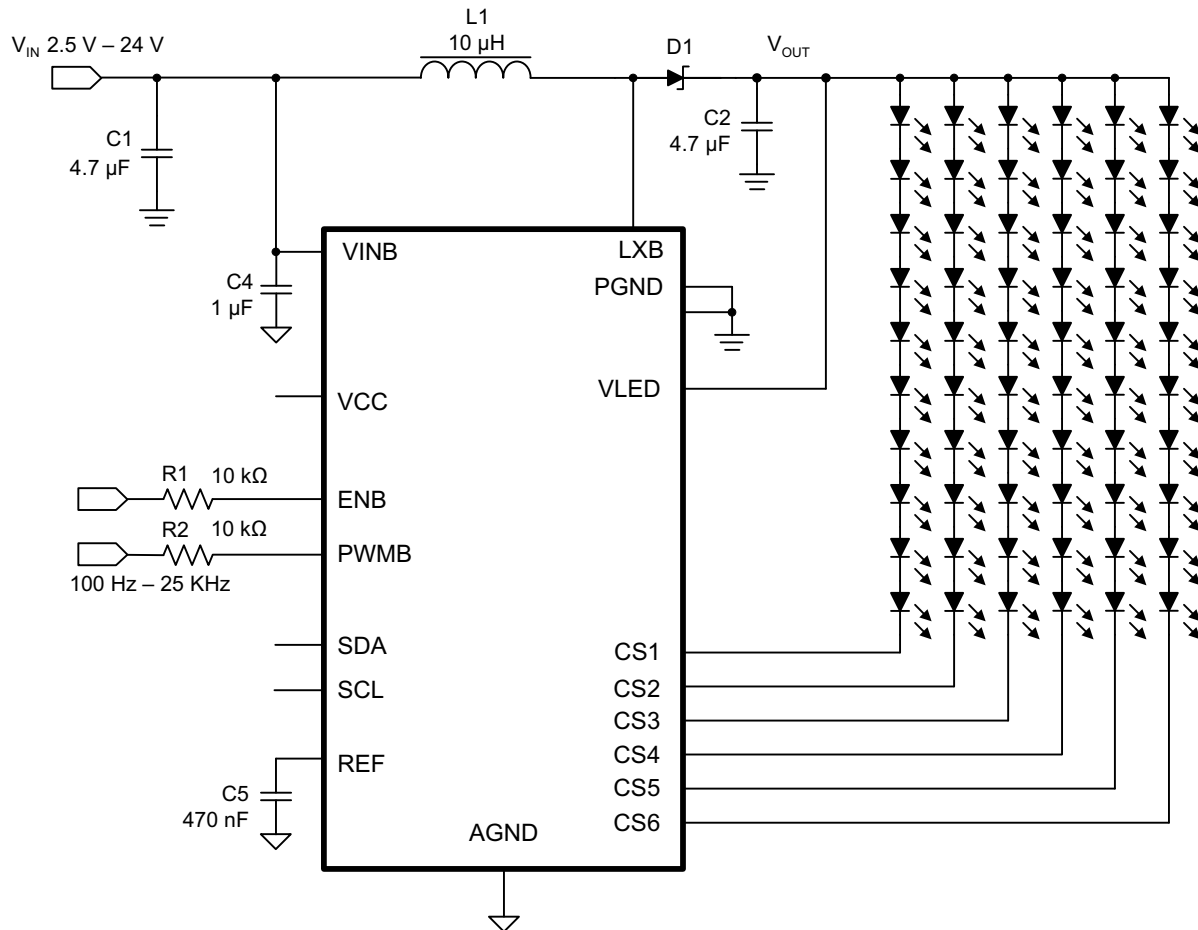 L1
10 µH
V_IN 2.5 V – 24 V
D1
V_OUT
C1
4.7 µF
C2
4.7 µF
VINB
LXB
C4
1 µF
PGND
VCC
VLED
R1
10 kΩ
ENB
R2
10 kΩ
PWMB
100 Hz – 25 KHz
SDA
CS1
SCL
CS2
CS3
REF
CS4
C5
470 nF
CS5
CS6
AGND